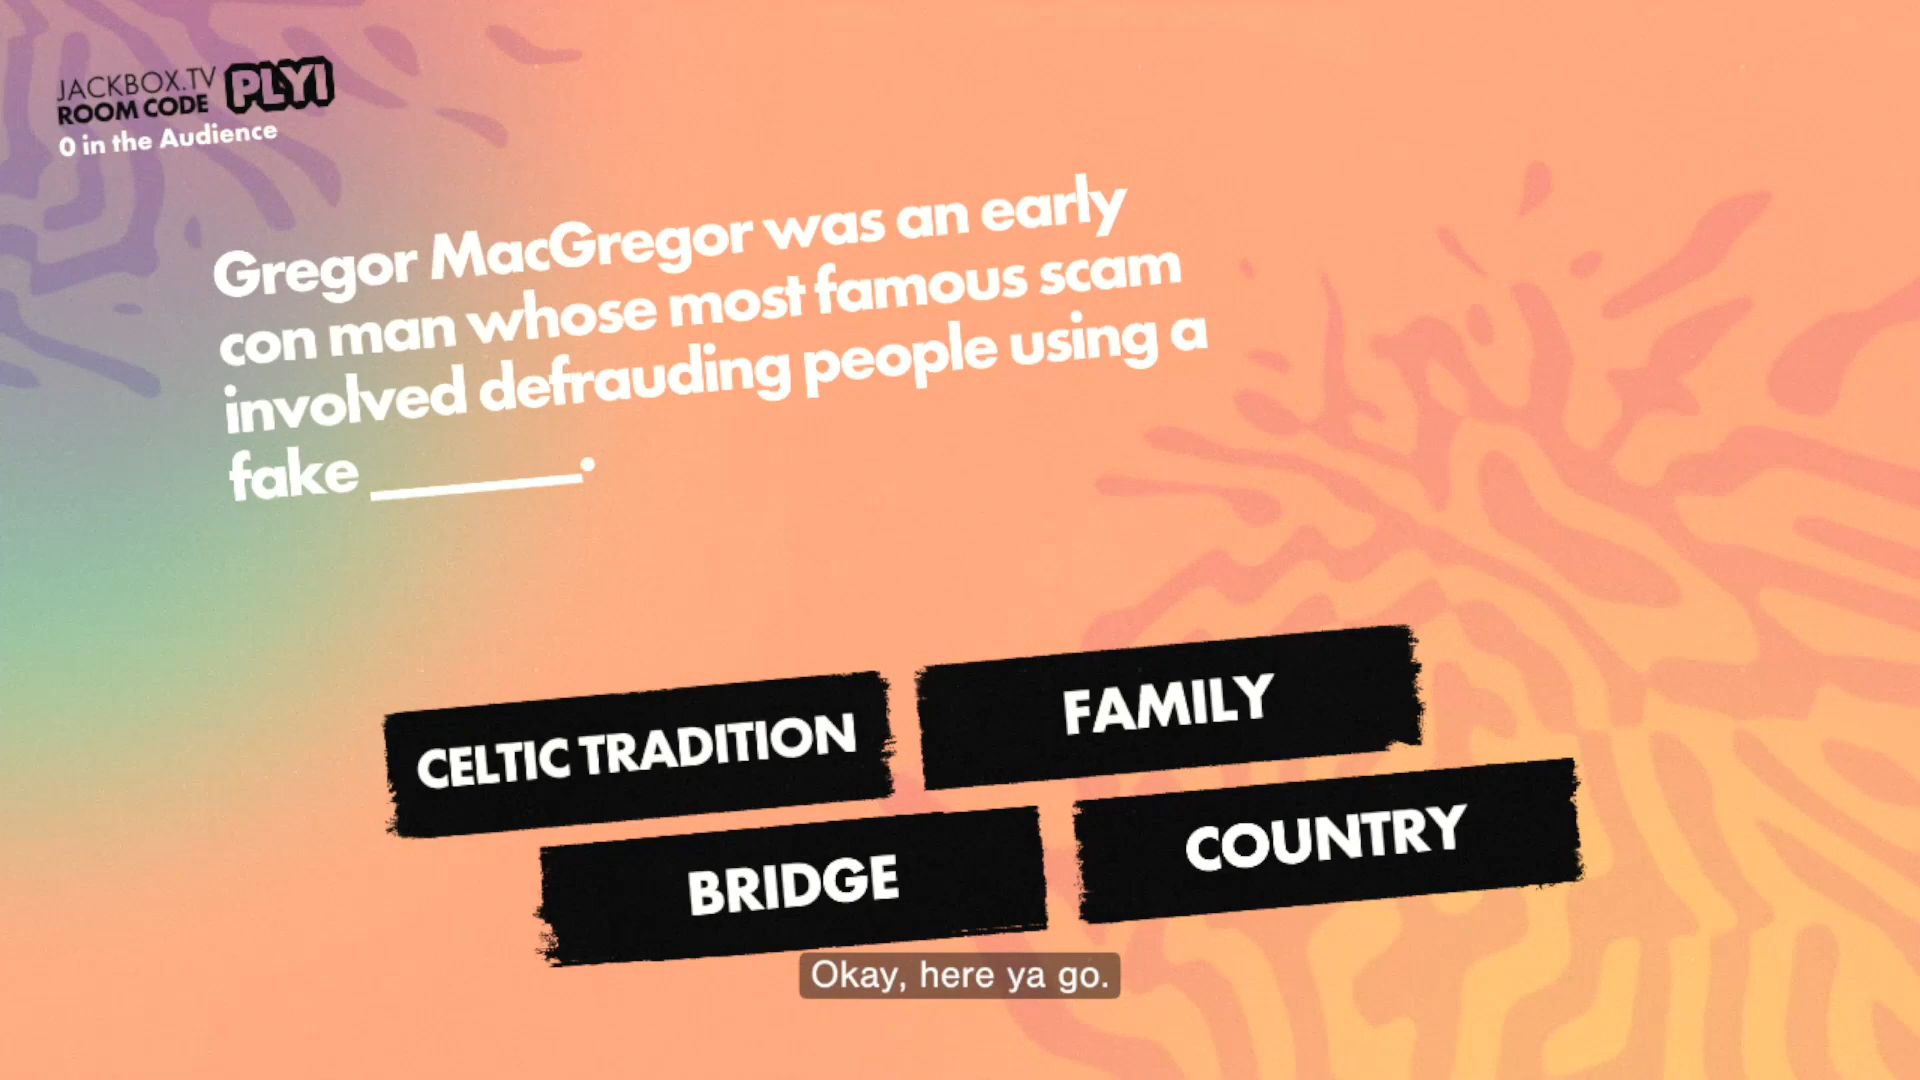 JACKBOX.TV
ROOM CODE
PLYI
0 in the Audience
Gregor MacGregor was an early
con man whose most famous scam
involved defrauding people using a
fake ________.
CELTIC TRADITION
FAMILY
BRIDGE
COUNTRY
Okay, here ya go.